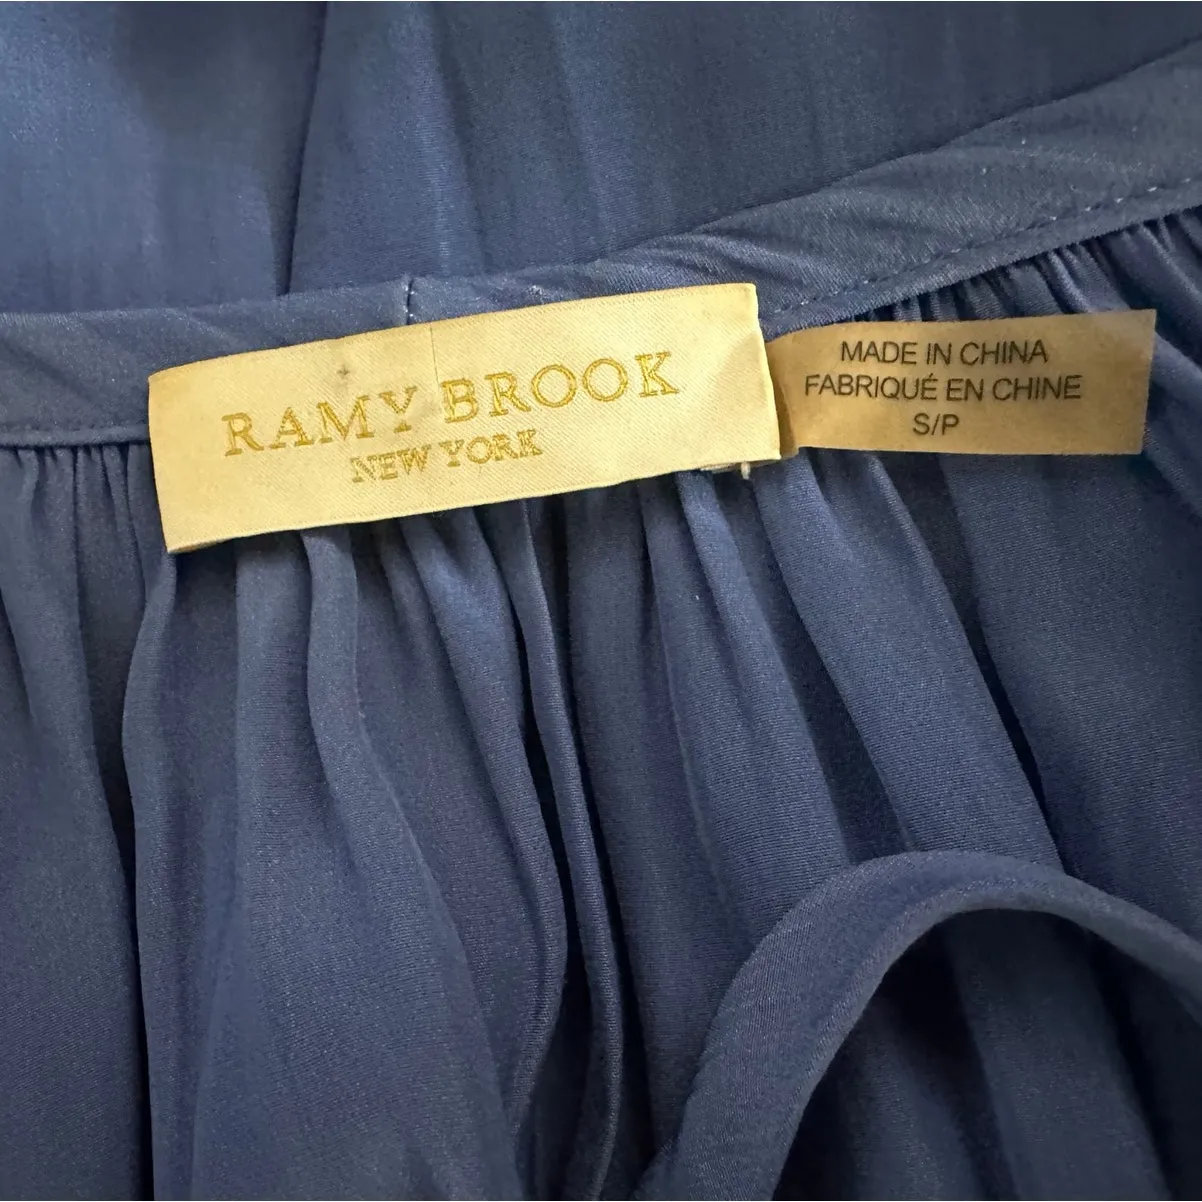 RAMY BROOK
NEW YORK
MADE IN CHINA
FABRIQUÉ EN CHINE
S/P